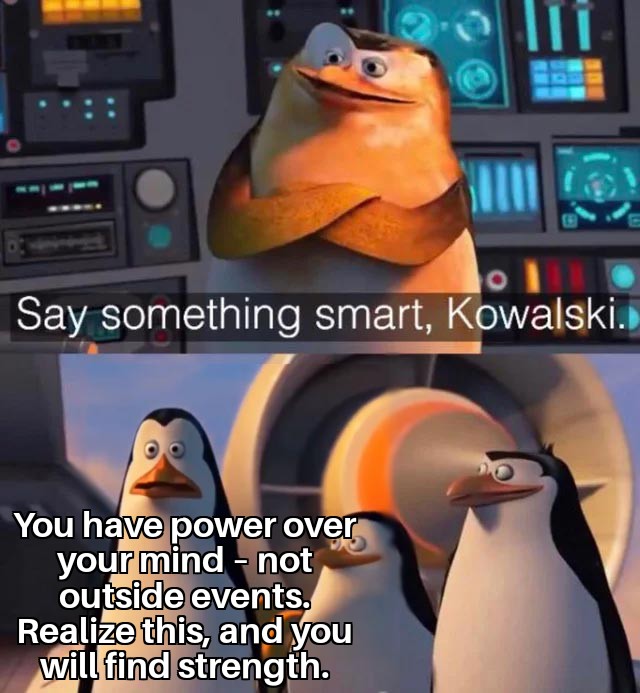 Say something smart, Kowalski.
You have power over
your mind - not
outside events.
Realize this, and you
will find strength.